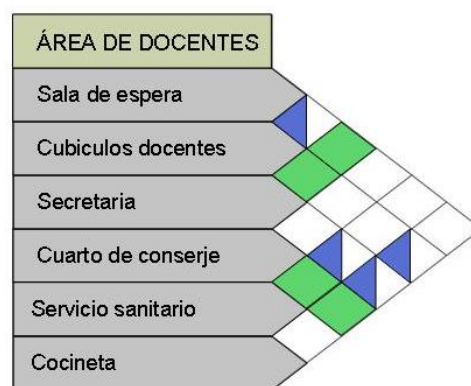 ÁREA DE DOCENTES
Sala de espera
Cubiculos docentes
Secretaria
Cuarto de conserje
Servicio sanitario
Cocineta